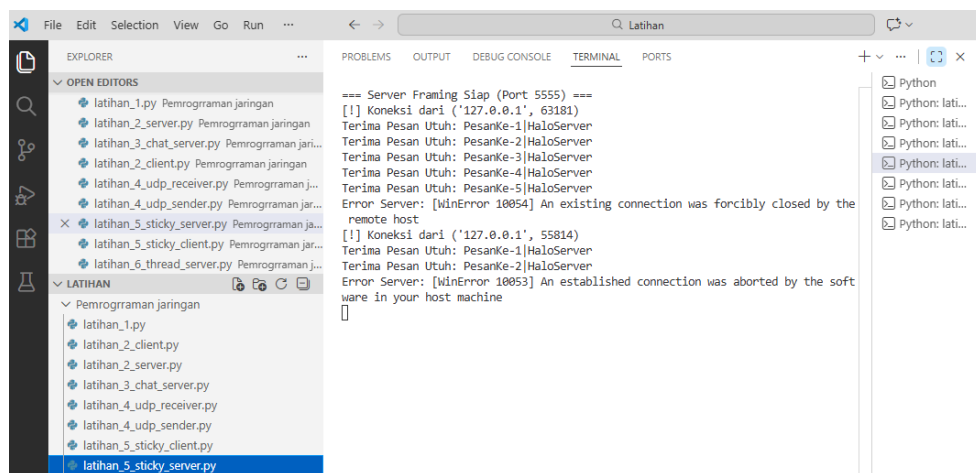 File Edit Selection View Go Run ... Latihan
EXPLORER ...
OPEN EDITORS
latihan_1.py Pemrogrraman jaringan
latihan_2_server.py Pemrogrraman jaringan
latihan_3_chat_server.py Pemrogrraman jari...
latihan_2_client.py Pemrogrraman jaringan
latihan_4_udp_receiver.py Pemrogrraman j...
latihan_4_udp_sender.py Pemrogrraman jar...
latihan_5_sticky_server.py Pemrogrraman ja...
latihan_5_sticky_client.py Pemrogrraman jar...
latihan_6_thread_server.py Pemrogrraman j...
LATIHAN
Pemrogrraman jaringan
latihan_1.py
latihan_2_client.py
latihan_2_server.py
latihan_3_chat_server.py
latihan_4_udp_receiver.py
latihan_4_udp_sender.py
latihan_5_sticky_client.py
latihan_5_sticky_server.py
PROBLEMS OUTPUT DEBUG CONSOLE TERMINAL PORTS
=== Server Framing Siap (Port 5555) ===
[!] Koneksi dari ('127.0.0.1', 63181)
Terima Pesan Utuh: PesanKe-1|HaloServer
Terima Pesan Utuh: PesanKe-2|HaloServer
Terima Pesan Utuh: PesanKe-3|HaloServer
Terima Pesan Utuh: PesanKe-4|HaloServer
Terima Pesan Utuh: PesanKe-5|HaloServer
Error Server: [WinError 10054] An existing connection was forcibly closed by the
remote host
[!] Koneksi dari ('127.0.0.1', 55814)
Terima Pesan Utuh: PesanKe-1|HaloServer
Terima Pesan Utuh: PesanKe-2|HaloServer
Error Server: [WinError 10053] An established connection was aborted by the soft
ware in your host machine
Python
Python: lati...
Python: lati...
Python: lati...
Python: lati...
Python: lati...
Python: lati...
Python: lati...